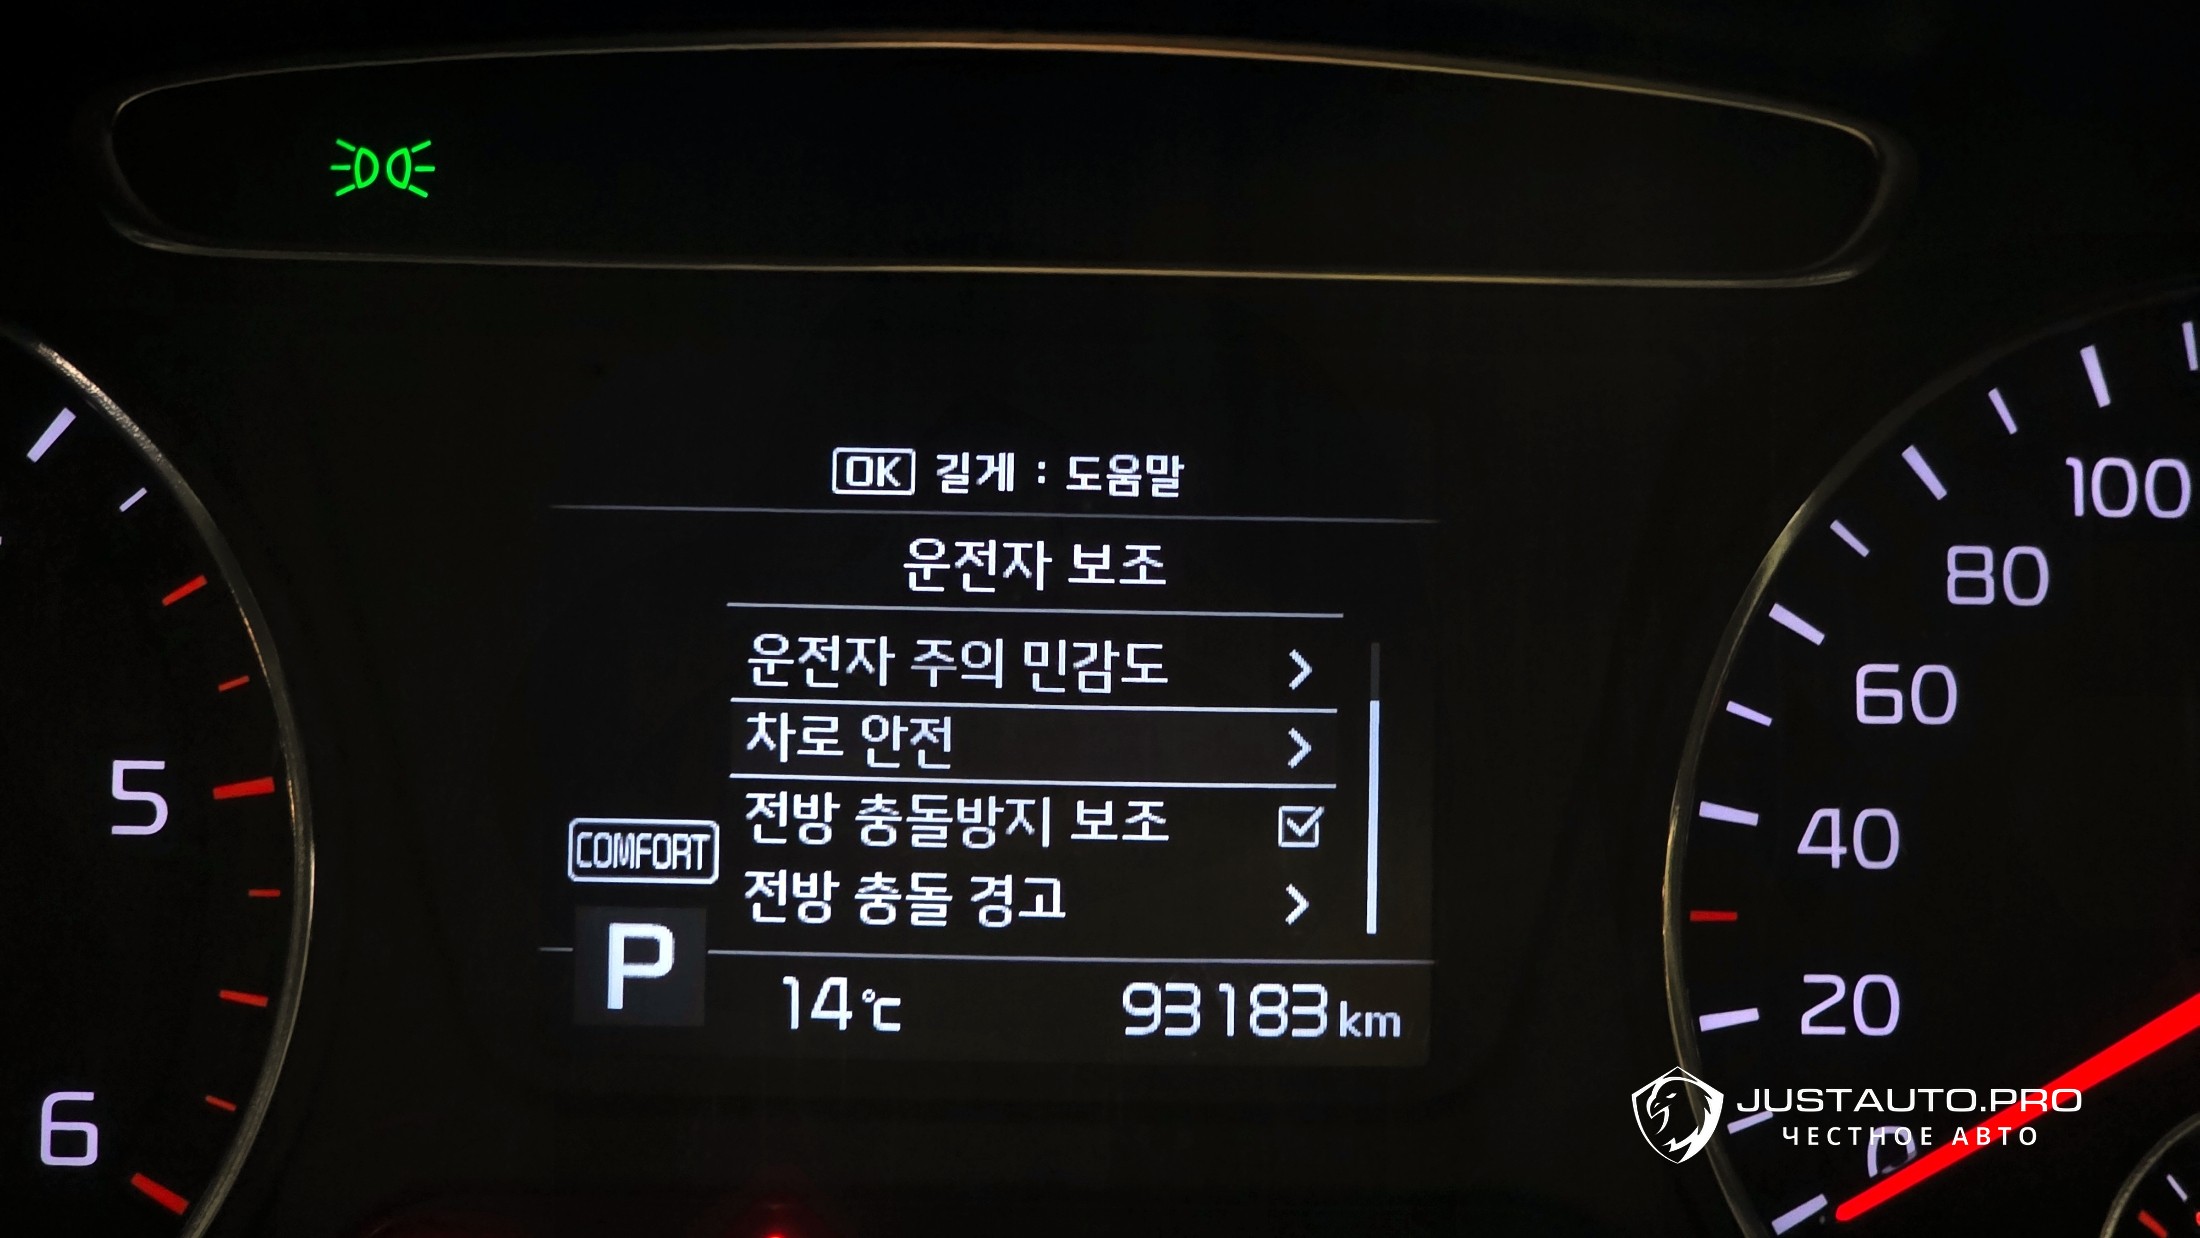 OK 길게 : 도움말
운전자 보조
운전자 주의 민감도
차로 안전
전방 충돌방지 보조
전방 충돌 경고
COMFORT
P
14℃
93183 km
5
6
100
80
60
40
20
0
JUSTAUTO.PRO
ЧЕСТНОЕ АВТО